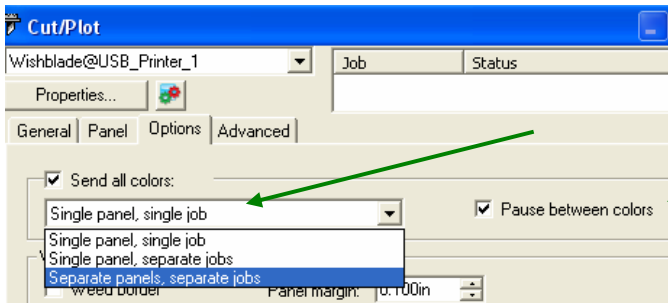 Cut/Plot
Wishblade@USB_Printer_1
Job Status
Properties...
General Panel Options Advanced
Send all colors:
Single panel, single job
Pause between colors
Single panel, single job
Single panel, separate jobs
Separate panels, separate jobs
Weed border
Panel margin: 0.100in